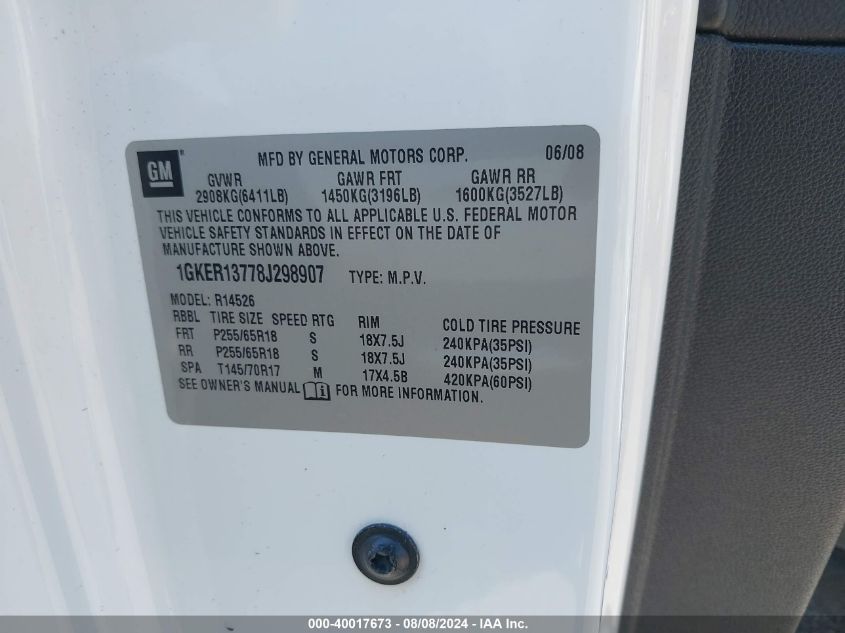 GM
MFD BY GENERAL MOTORS CORP. 06/08
GVWR GAWR FRT GAWR RR
2908KG(6411LB) 1450KG(3196LB) 1600KG(3527LB)
THIS VEHICLE CONFORMS TO ALL APPLICABLE U.S. FEDERAL MOTOR
VEHICLE SAFETY STANDARDS IN EFFECT ON THE DATE OF
MANUFACTURE SHOWN ABOVE.
1GKER13778J298907 TYPE: M.P.V.
MODEL: R14526
RBBL TIRE SIZE SPEED RTG RIM COLD TIRE PRESSURE
FRT P255/65R18 S 18X7.5J 240KPA(35PSI)
RR P255/65R18 S 18X7.5J 240KPA(35PSI)
SPA T145/70R17 M 17X4.5B 420KPA(60PSI)
SEE OWNER'S MANUAL i FOR MORE INFORMATION.
000-40017673 - 08/08/2024 - IAA Inc.